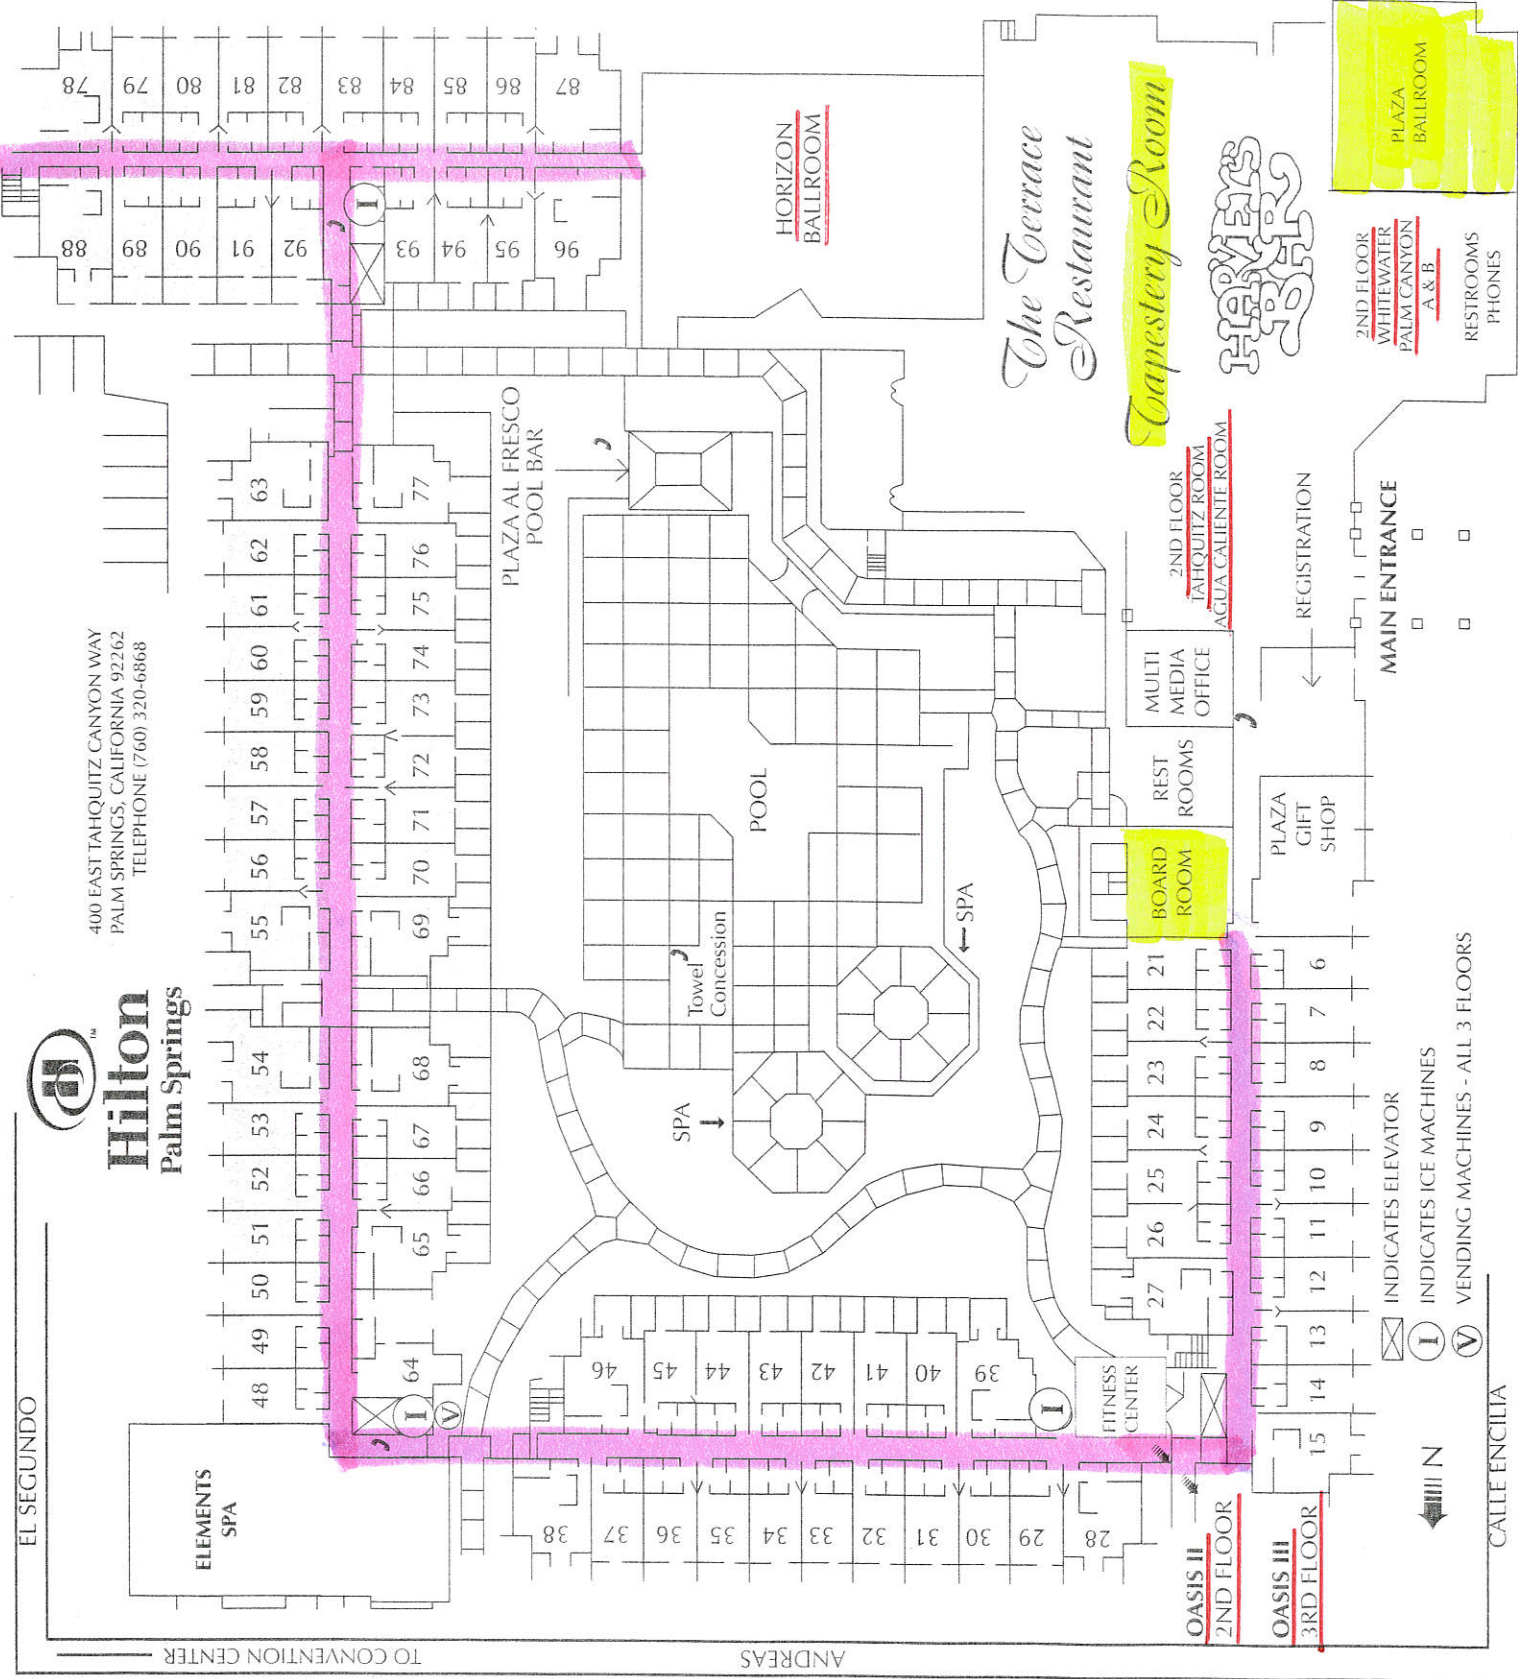 Hilton
™
Palm Springs
400 EAST TAHQUITZ CANYON WAY
PALM SPRINGS, CALIFORNIA 92262
TELEPHONE (760) 320-6868
EL SEGUNDO
TO CONVENTION CENTER
ANDREAS
CALLE ENCILIA
N
ELEMENTS
SPA
48
49
50
51
52
53
54
55
56
57
58
59
60
61
62
63
64
65
66
67
68
69
70
71
72
73
74
75
76
77
78
79
80
81
82
83
84
85
86
87
88
89
90
91
92
93
94
95
96
I
I
V
I
PLAZA AL FRESCO
POOL BAR
POOL
Towel
Concession
SPA
SPA
46
45
44
43
42
41
40
39
38
37
36
35
34
33
32
31
30
29
28
FITNESS
CENTER
21
22
23
24
25
26
27
6
7
8
9
10
11
12
13
14
15
BOARD
ROOM
REST
ROOMS
MULTI
MEDIA
OFFICE
PLAZA
GIFT
SHOP
REGISTRATION
MAIN ENTRANCE
2ND FLOOR
TAHQUITZ ROOM
AGUA CALIENTE ROOM
HORIZON
BALLROOM
The Terrace
Restaurant
Tapestery Room
HARVEY'S
BAR
2ND FLOOR
WHITEWATER
PALM CANYON
A & B
RESTROOMS
PHONES
PLAZA
BALLROOM
OASIS II
2ND FLOOR
OASIS III
3RD FLOOR
INDICATES ELEVATOR
I INDICATES ICE MACHINES
V VENDING MACHINES - ALL 3 FLOORS